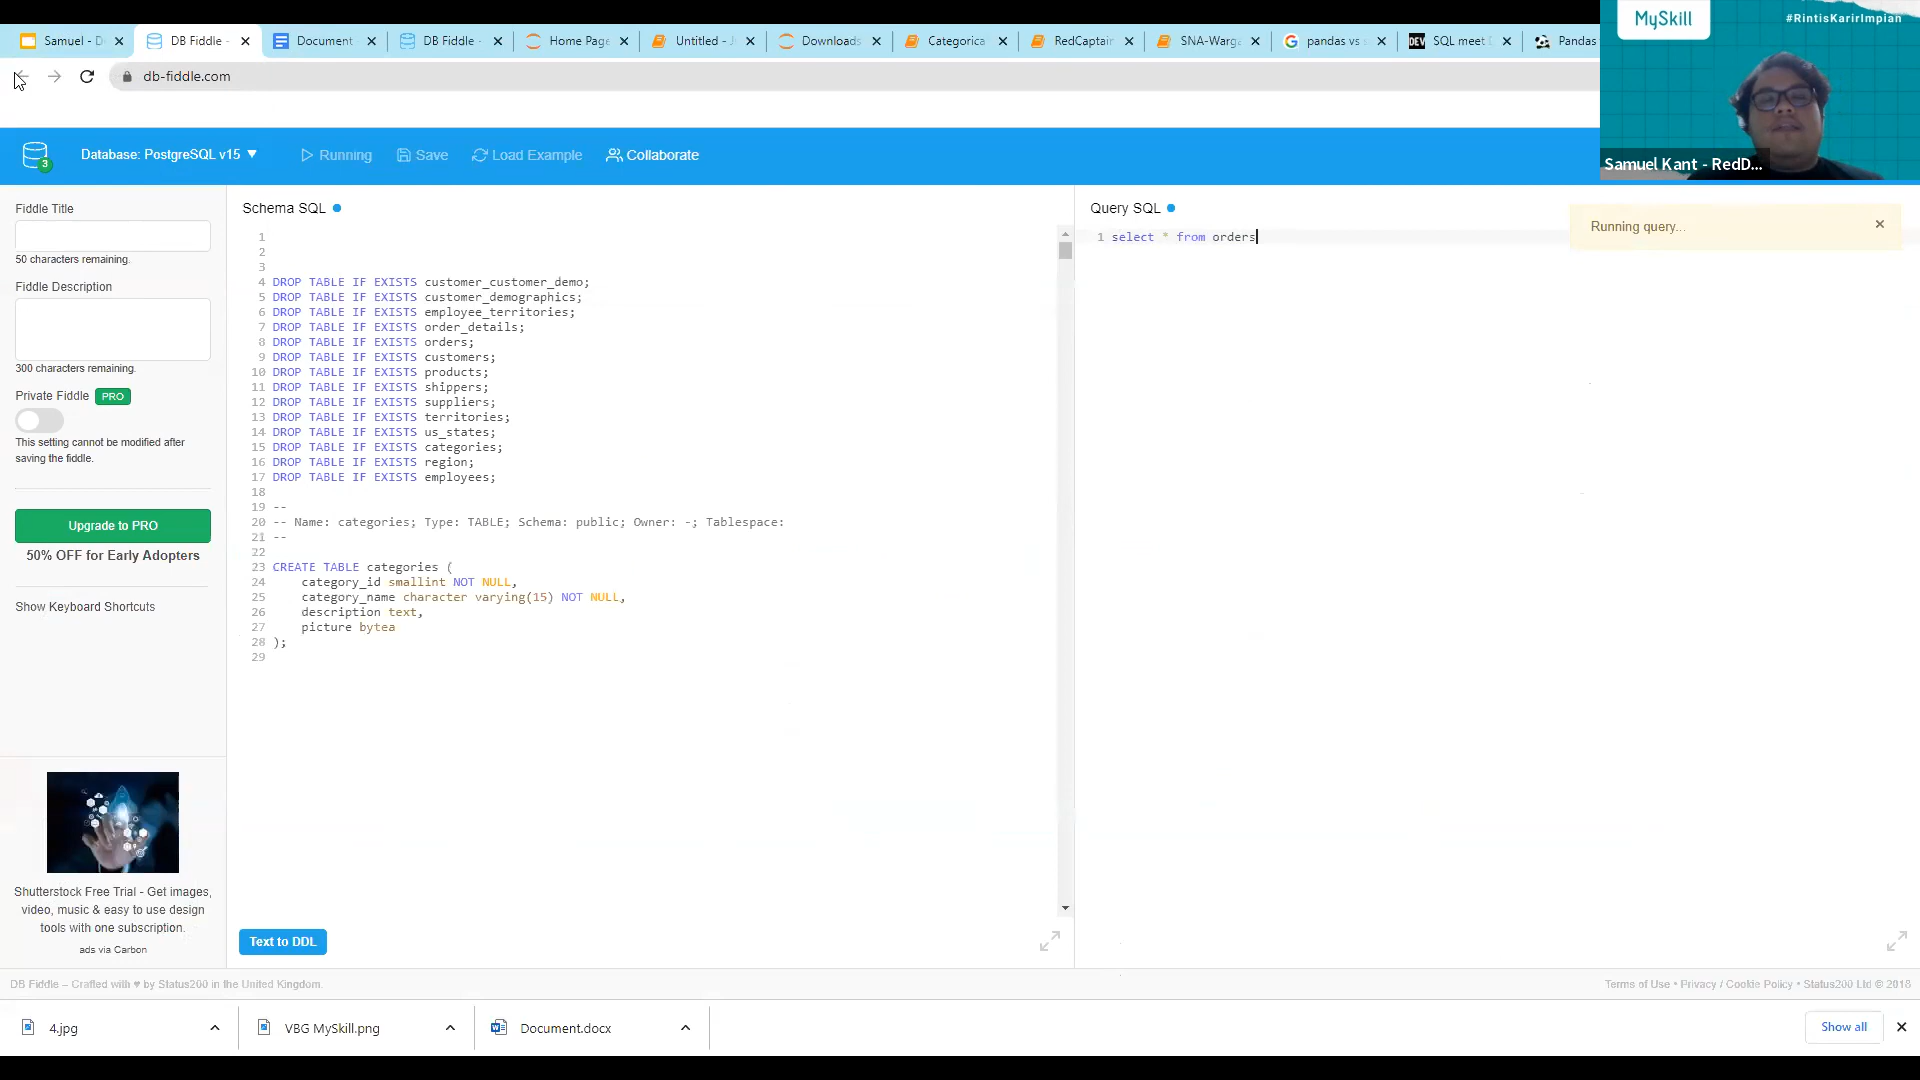 Samuel - D
DB Fiddle -
Document
DB Fiddle -
Home Page
Untitled - J
Downloads
Categorica
RedCaptain
SNA-Warga
pandas vs s
DEV
SQL meet D
Pandas
MySkill
#RintisKarirImpian
db-fiddle.com
3
Database: PostgreSQL v15
Running
Save
Load Example
Collaborate
Samuel Kant - RedD...
Fiddle Title
50 characters remaining.
Fiddle Description
300 characters remaining.
Private Fiddle PRO
This setting cannot be modified after
saving the fiddle.
Upgrade to PRO
50% OFF for Early Adopters
Show Keyboard Shortcuts
Shutterstock Free Trial - Get images,
video, music & easy to use design
tools with one subscription.
ads via Carbon
Schema SQL
1
2
3
4 DROP TABLE IF EXISTS customer_customer_demo;
5 DROP TABLE IF EXISTS customer_demographics;
6 DROP TABLE IF EXISTS employee_territories;
7 DROP TABLE IF EXISTS order_details;
8 DROP TABLE IF EXISTS orders;
9 DROP TABLE IF EXISTS customers;
10 DROP TABLE IF EXISTS products;
11 DROP TABLE IF EXISTS shippers;
12 DROP TABLE IF EXISTS suppliers;
13 DROP TABLE IF EXISTS territories;
14 DROP TABLE IF EXISTS us_states;
15 DROP TABLE IF EXISTS categories;
16 DROP TABLE IF EXISTS region;
17 DROP TABLE IF EXISTS employees;
18
19 --
20 -- Name: categories; Type: TABLE; Schema: public; Owner: -; Tablespace:
21 --
22
23 CREATE TABLE categories (
24 category_id smallint NOT NULL,
25 category_name character varying(15) NOT NULL,
26 description text,
27 picture bytea
28 );
29
Text to DDL
Query SQL
1 select * from orders
Running query...
DB Fiddle – Crafted with ♥ by Status200 in the United Kingdom.
Terms of Use • Privacy / Cookie Policy • Status200 Ltd © 2018
4.jpg
VBG MySkill.png
Document.docx
Show all